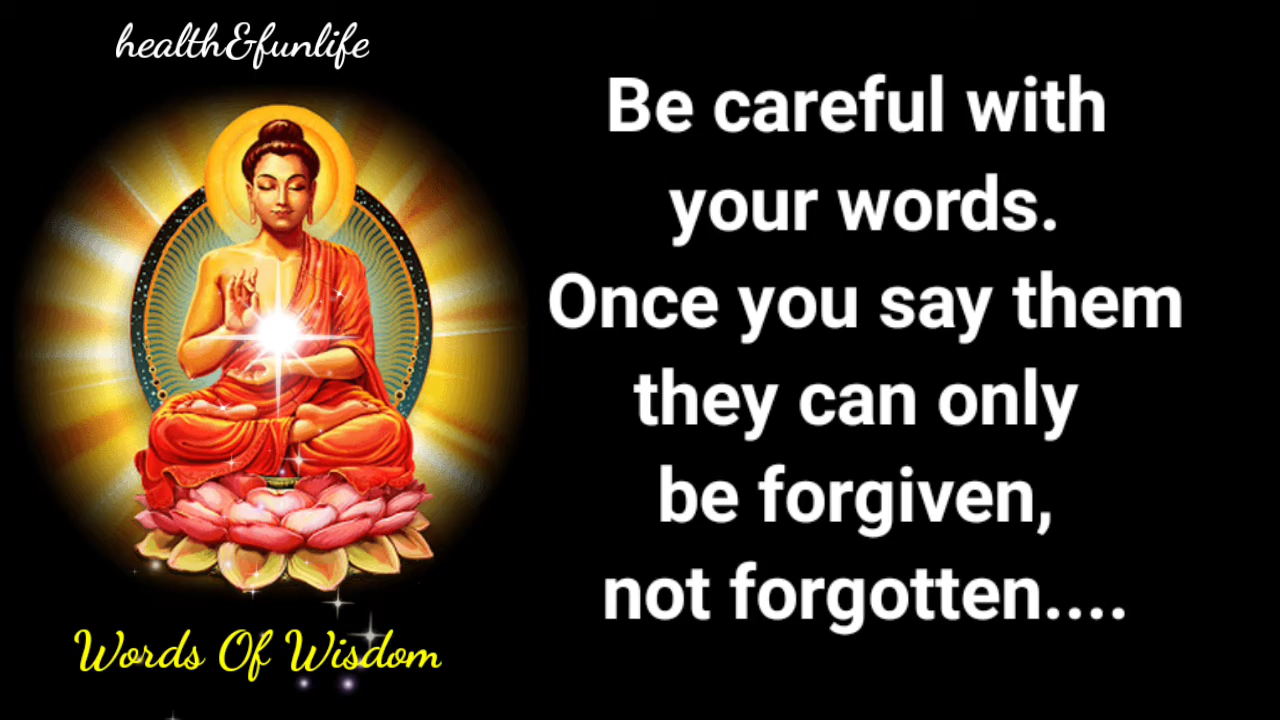 health&funlife
Be careful with
your words.
Once you say them
they can only
be forgiven,
not forgotten....
Words Of Wisdom